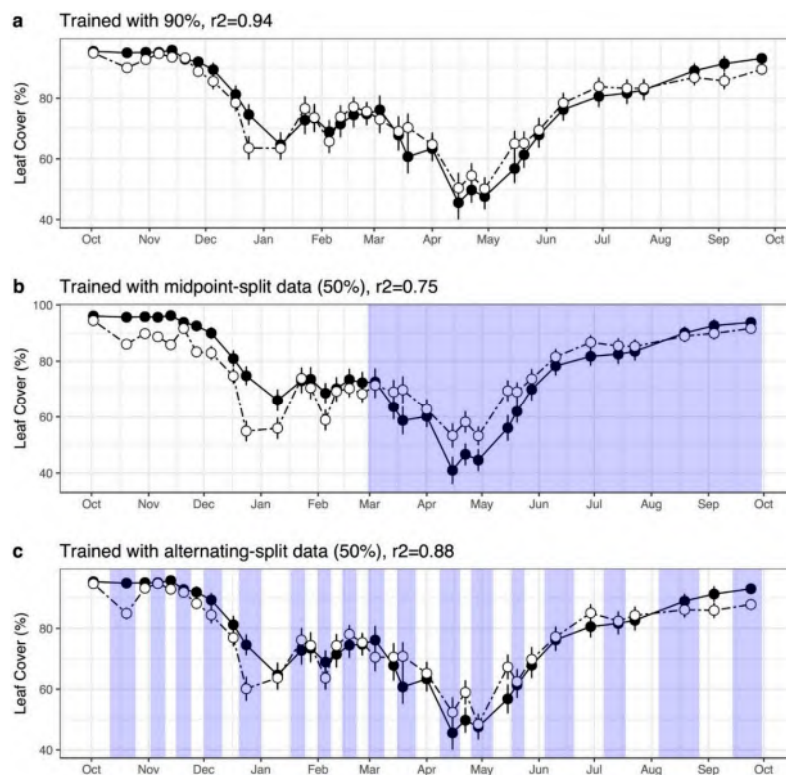 a Trained with 90%, r2=0.94
Leaf Cover (%)
80
60
40
Oct Nov Dec Jan Feb Mar Apr May Jun Jul Aug Sep Oct
b Trained with midpoint-split data (50%), r2=0.75
Leaf Cover (%)
100
80
60
40
Oct Nov Dec Jan Feb Mar Apr May Jun Jul Aug Sep Oct
c Trained with alternating-split data (50%), r2=0.88
Leaf Cover (%)
80
60
40
Oct Nov Dec Jan Feb Mar Apr May Jun Jul Aug Sep Oct